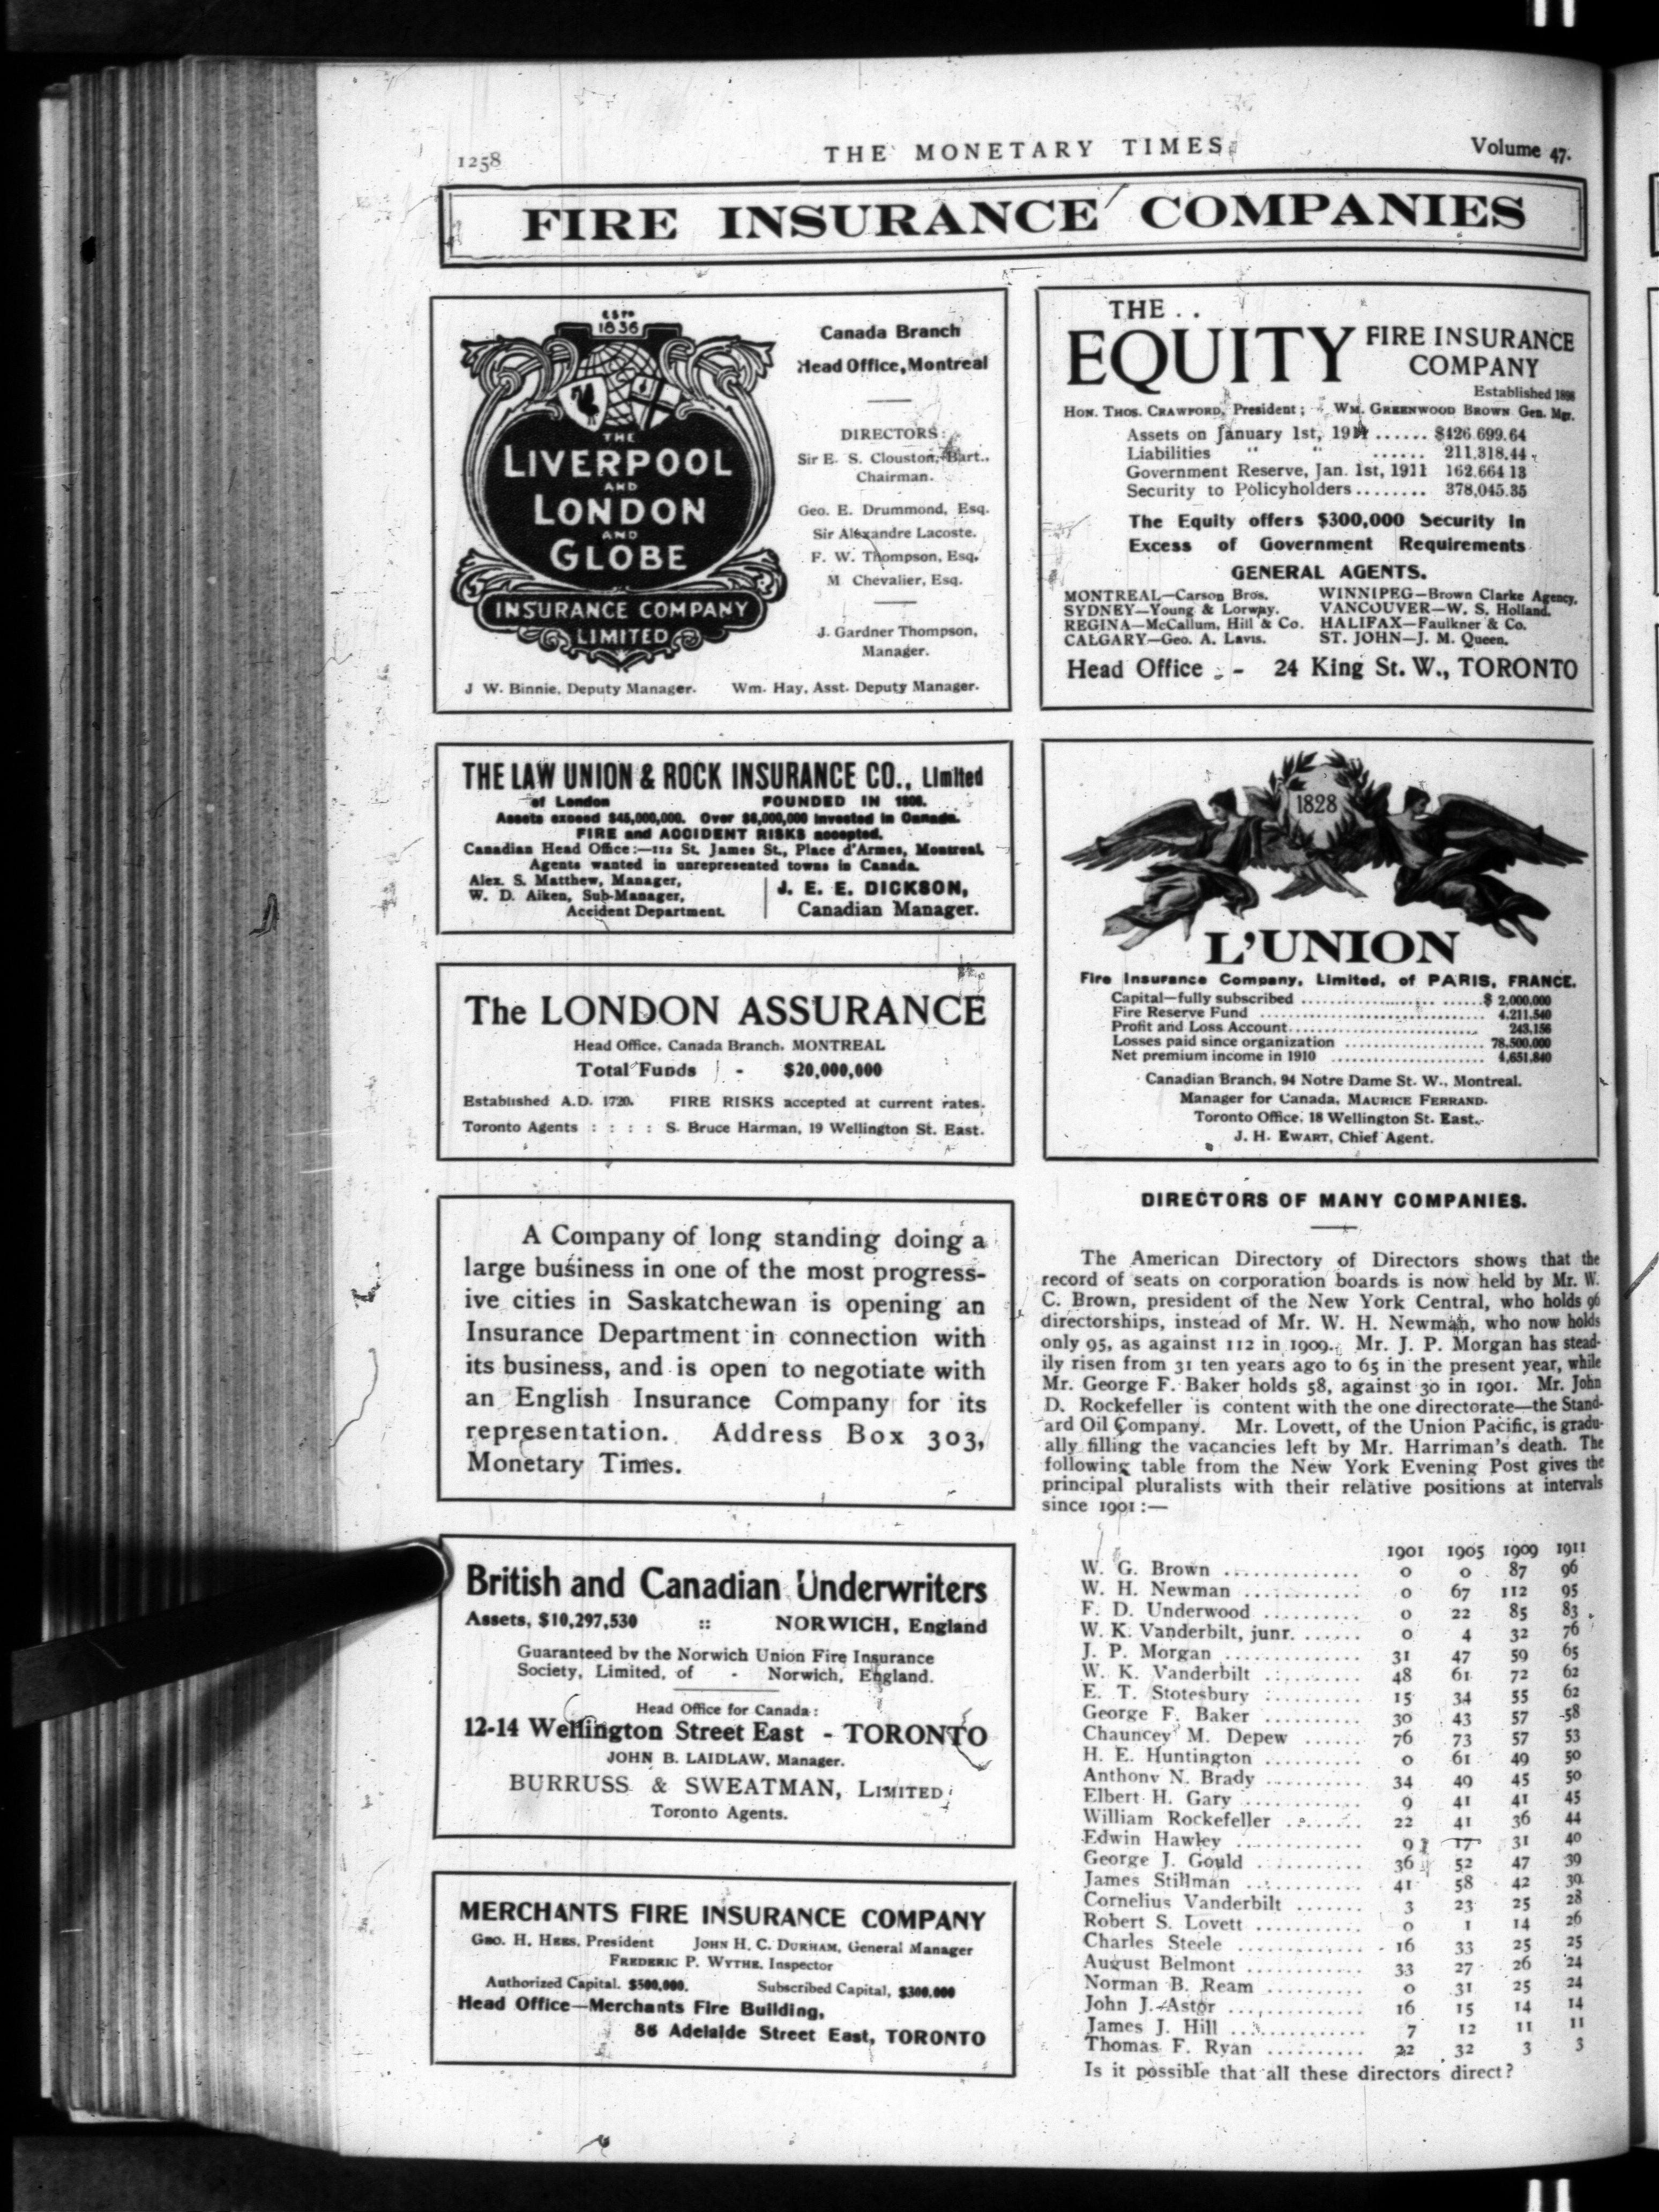 1258
THE MONETARY TIMES
Volume 47.
FIRE INSURANCE COMPANIES
ESTD
1836
THE
LIVERPOOL
AND
LONDON
AND
GLOBE
INSURANCE COMPANY
LIMITED
Canada Branch
Head Office, Montreal
DIRECTORS:
Sir E. S. Clouston, Bart.,
Chairman.
Geo. E. Drummond, Esq.
Sir Alexandre Lacoste.
F. W. Thompson, Esq.
M Chevalier, Esq.
J. Gardner Thompson,
Manager.
J W. Binnie, Deputy Manager. Wm. Hay, Asst. Deputy Manager.
THE LAW UNION & ROCK INSURANCE CO., Limited
of London FOUNDED IN 1806.
Assets exceed $45,000,000. Over $6,000,000 invested in Canada.
FIRE and ACCIDENT RISKS accepted.
Canadian Head Office:—112 St. James St., Place d'Armes, Montreal.
Agents wanted in unrepresented towns in Canada.
Alex. S. Matthew, Manager,
W. D. Aiken, Sub-Manager,
Accident Department.
J. E. E. DICKSON,
Canadian Manager.
The LONDON ASSURANCE
Head Office, Canada Branch, MONTREAL
Total Funds - $20,000,000
Established A.D. 1720. FIRE RISKS accepted at current rates.
Toronto Agents : : : : S. Bruce Harman, 19 Wellington St. East.
A Company of long standing doing a
large business in one of the most progress-
ive cities in Saskatchewan is opening an
Insurance Department in connection with
its business, and is open to negotiate with
an English Insurance Company for its
representation. Address Box 303,
Monetary Times.
British and Canadian Underwriters
Assets, $10,297,530 :: NORWICH, England
Guaranteed by the Norwich Union Fire Insurance
Society, Limited, of - Norwich, England.
Head Office for Canada:
12-14 Wellington Street East - TORONTO
JOHN B. LAIDLAW, Manager.
BURRUSS & SWEATMAN, LIMITED
Toronto Agents.
MERCHANTS FIRE INSURANCE COMPANY
GEO. H. HEES, President JOHN H. C. DURHAM, General Manager
FREDERIC P. WYTHE, Inspector
Authorized Capital. $500,000. Subscribed Capital, $300,000
Head Office—Merchants Fire Building,
86 Adelaide Street East, TORONTO
THE . .
EQUITY FIRE INSURANCE
COMPANY
Established 1898
HON. THOS. CRAWFORD, President; WM. GREENWOOD BROWN Gen. Mgr.
Assets on January 1st, 1911 ...... $426.699.64
Liabilities " " ...... 211,318.44
Government Reserve, Jan. 1st, 1911 162.664 13
Security to Policyholders........ 378,045.35
The Equity offers $300,000 Security in
Excess of Government Requirements
GENERAL AGENTS.
MONTREAL—Carson Bros. WINNIPEG—Brown Clarke Agency.
SYDNEY—Young & Lorway. VANCOUVER—W. S. Holland.
REGINA—McCallum, Hill & Co. HALIFAX—Faulkner & Co.
CALGARY—Geo. A. Lavis. ST. JOHN—J. M. Queen.
Head Office - - 24 King St. W., TORONTO
1828
L'UNION
Fire Insurance Company, Limited, of PARIS, FRANCE.
Capital—fully subscribed ...................... $ 2,000,000
Fire Reserve Fund ................................ 4,211,540
Profit and Loss Account........................... 243,156
Losses paid since organization .................... 78,500,000
Net premium income in 1910 ...................... 4,651,840
Canadian Branch, 94 Notre Dame St. W., Montreal.
Manager for Canada, MAURICE FERRAND.
Toronto Office, 18 Wellington St. East.
J. H. EWART, Chief Agent.
DIRECTORS OF MANY COMPANIES.
The American Directory of Directors shows that the
record of seats on corporation boards is now held by Mr. W.
C. Brown, president of the New York Central, who holds 96
directorships, instead of Mr. W. H. Newman, who now holds
only 95, as against 112 in 1909. Mr. J. P. Morgan has stead-
ily risen from 31 ten years ago to 65 in the present year, while
Mr. George F. Baker holds 58, against 30 in 1901. Mr. John
D. Rockefeller is content with the one directorate—the Stand-
ard Oil Company. Mr. Lovett, of the Union Pacific, is gradu-
ally filling the vacancies left by Mr. Harriman's death. The
following table from the New York Evening Post gives the
principal pluralists with their relative positions at intervals
since 1901:—
1901 1905 1909 1911
W. G. Brown .............. 0 0 87 96
W. H. Newman ............ 0 67 112 95
F. D. Underwood .......... 0 22 85 83
W. K. Vanderbilt, junr. ...... 0 4 32 76
J. P. Morgan .............. 31 47 59 65
W. K. Vanderbilt .......... 48 61 72 62
E. T. Stotesbury .......... 15 34 55 62
George F. Baker .......... 30 43 57 58
Chauncey M. Depew ...... 76 73 57 53
H. E. Huntington .......... 0 61 49 50
Anthony N. Brady .......... 34 49 45 50
Elbert H. Gary ............ 9 41 41 45
William Rockefeller ........ 22 41 36 44
Edwin Hawley ............. 9 17 31 40
George J. Gould ........... 36 52 47 39
James Stillman ............ 41 58 42 39
Cornelius Vanderbilt ....... 3 23 25 28
Robert S. Lovett ........... 0 1 14 26
Charles Steele ............. 16 33 25 25
August Belmont ............ 33 27 26 24
Norman B. Ream .......... 0 31 25 24
John J. Astor .............. 16 15 14 14
James J. Hill .............. 7 12 11 11
Thomas F. Ryan .......... 22 32 3 3
Is it possible that all these directors direct?